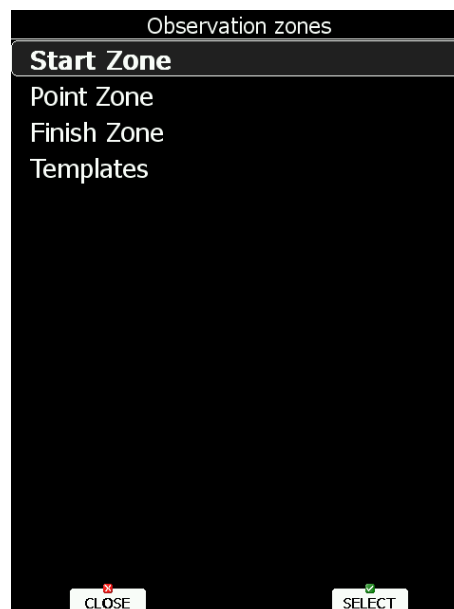 Observation zones
Start Zone
Point Zone
Finish Zone
Templates
CLOSE
SELECT